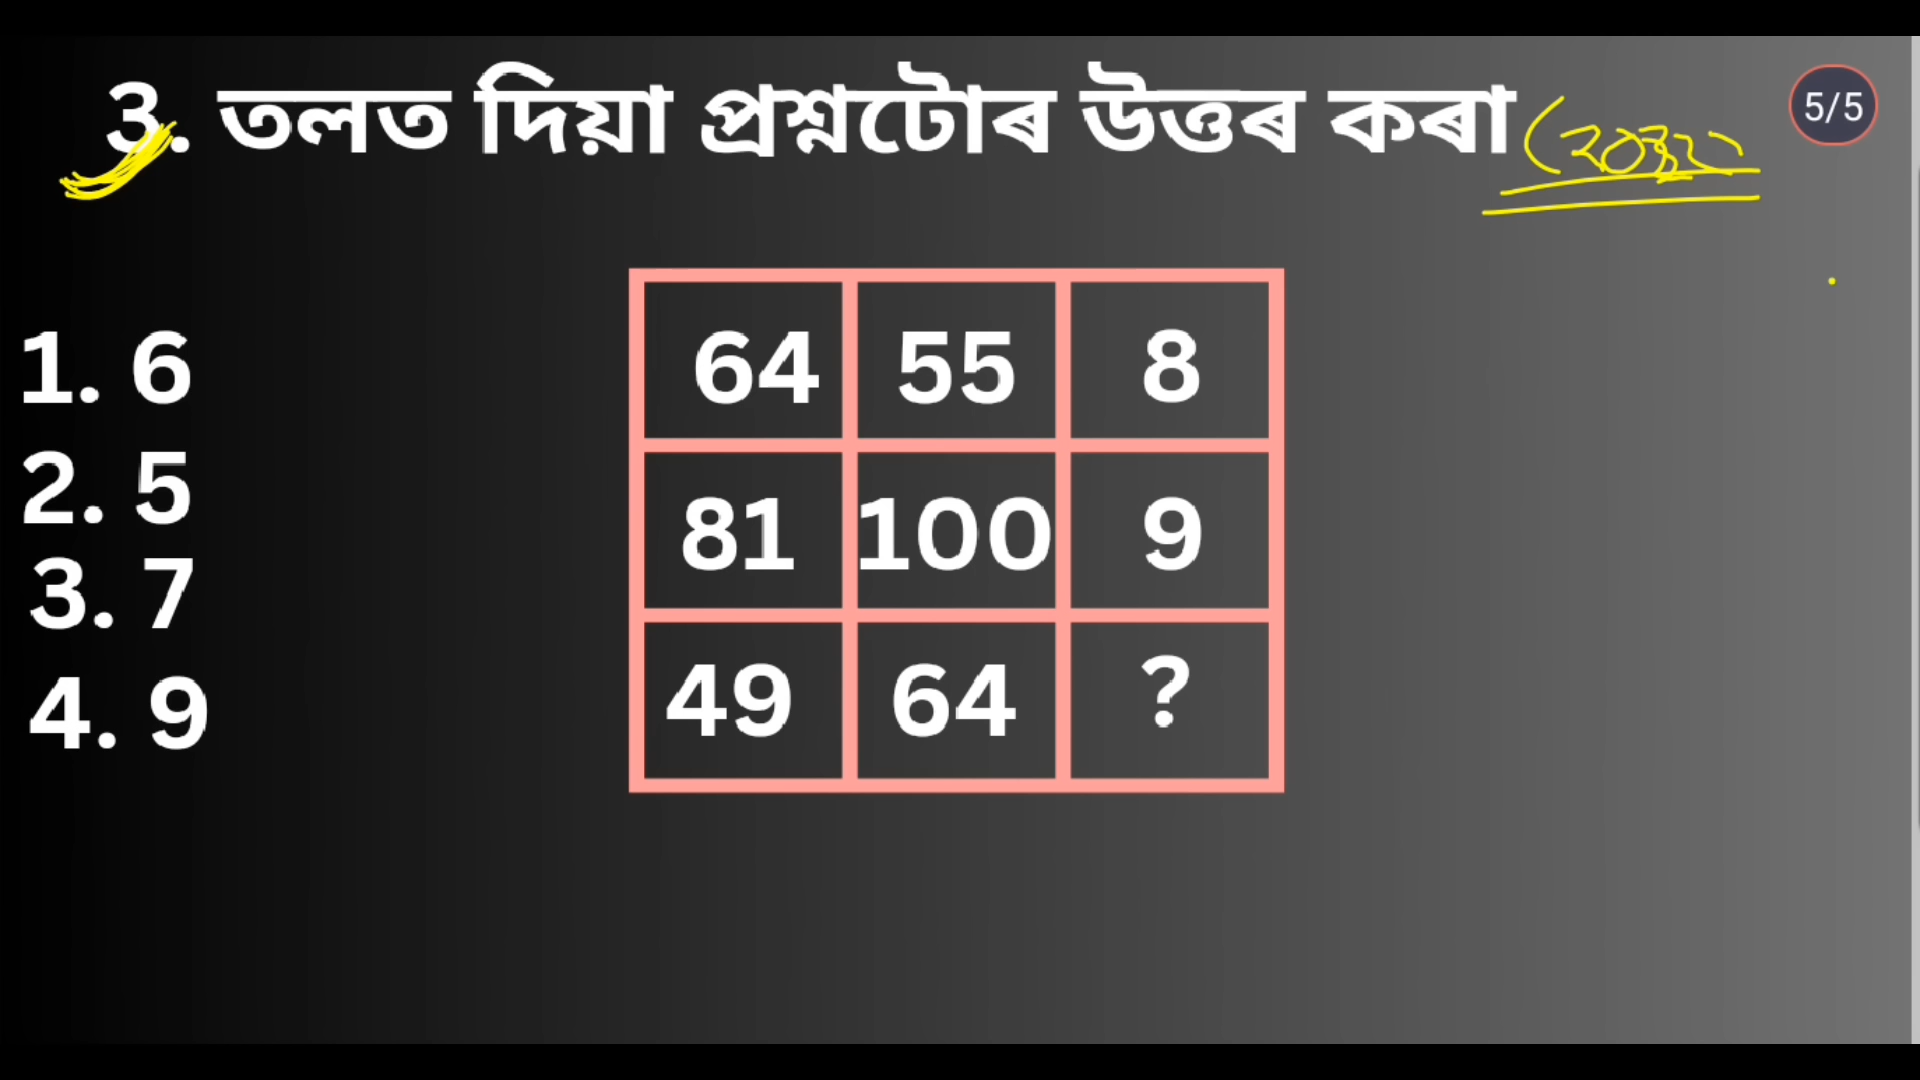 3. তলত দিয়া প্ৰশ্নটোৰ উত্তৰ কৰা
5/5
1. 6
2. 5
3. 7
4. 9
64 55 8
81 100 9
49 64 ?